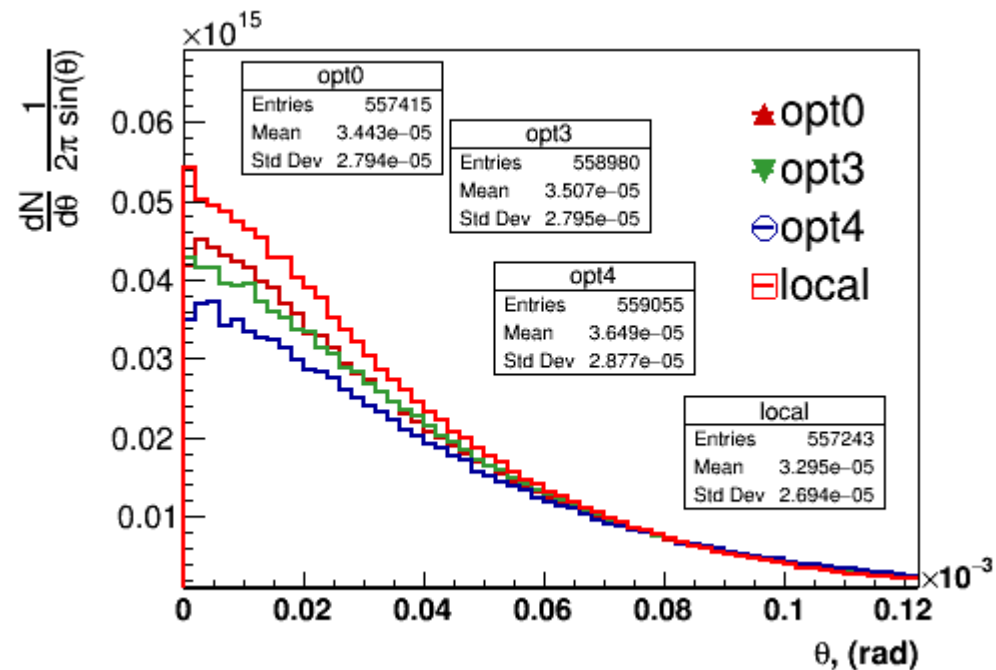 ×10¹⁵
dN/dθ 1/2π sin(θ)
0.06
0.05
0.04
0.03
0.02
0.01
opt0
Entries 557415
Mean 3.443e−05
Std Dev 2.794e−05
opt3
Entries 558980
Mean 3.507e−05
Std Dev 2.795e−05
opt4
Entries 559055
Mean 3.649e−05
Std Dev 2.877e−05
local
Entries 557243
Mean 3.295e−05
Std Dev 2.694e−05
opt0
opt3
opt4
local
0 0.02 0.04 0.06 0.08 0.1 0.12
×10⁻³
θ, (rad)